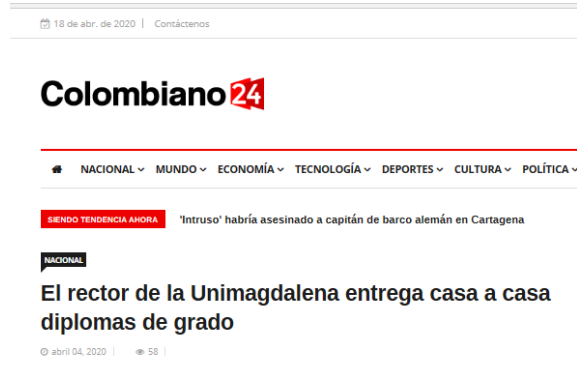 18 de abr. de 2020 | Contáctenos
Colombiano 24
NACIONAL MUNDO ECONOMÍA TECNOLOGÍA DEPORTES CULTURA POLÍTICA
SIENDO TENDENCIA AHORA 'Intruso' habría asesinado a capitán de barco alemán en Cartagena
NACIONAL
El rector de la Unimagdalena entrega casa a casa
diplomas de grado
abril 04, 2020 | 58 |